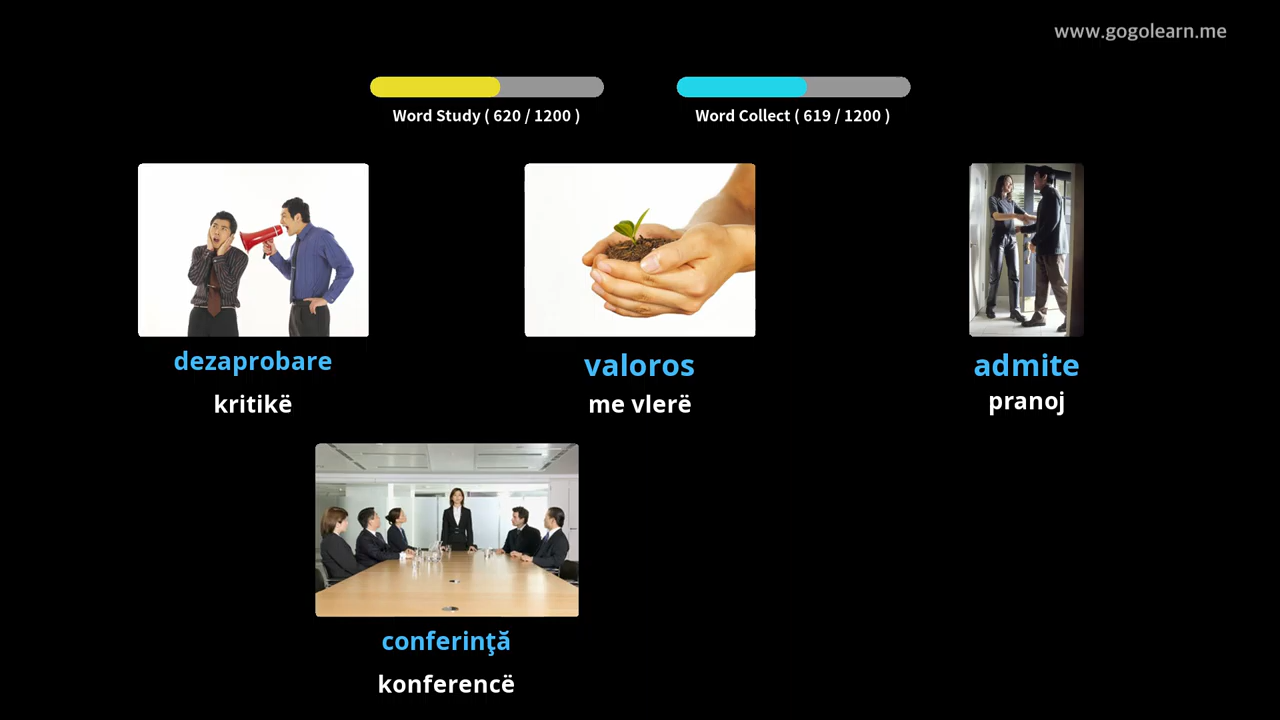 www.gogolearn.me
Word Study ( 620 / 1200 )
Word Collect ( 619 / 1200 )
dezaprobare
kritikë
valoros
me vlerë
admite
pranoj
conferinţă
konferencë